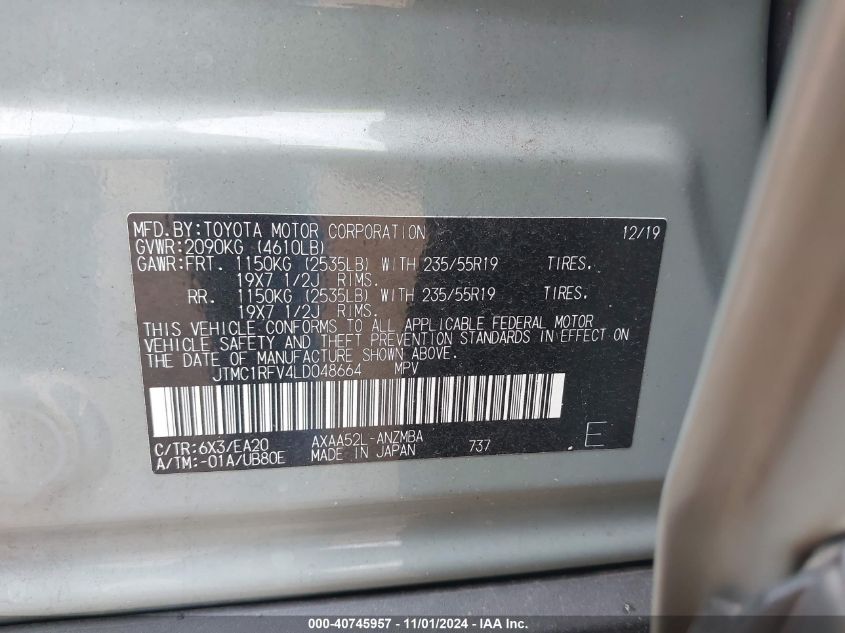 MFD.BY:TOYOTA MOTOR CORPORATION 12/19
GVWR:2090KG (4610LB)
GAWR:FRT. 1150KG (2535LB) WITH 235/55R19 TIRES.
19X7 1/2J RIMS.
RR. 1150KG (2535LB) WITH 235/55R19 TIRES.
19X7 1/2J RIMS.
THIS VEHICLE CONFORMS TO ALL APPLICABLE FEDERAL MOTOR
VEHICLE SAFETY AND THEFT PREVENTION STANDARDS IN EFFECT ON
THE DATE OF MANUFACTURE SHOWN ABOVE.
JTMC1RFV4LD048664 MPV
C/TR:6X3/EA20 AXAA52L-ANZMBA
A/TM:-01A/UB80E MADE IN JAPAN 737 E
000-40745957 - 11/01/2024 - IAAI Inc.